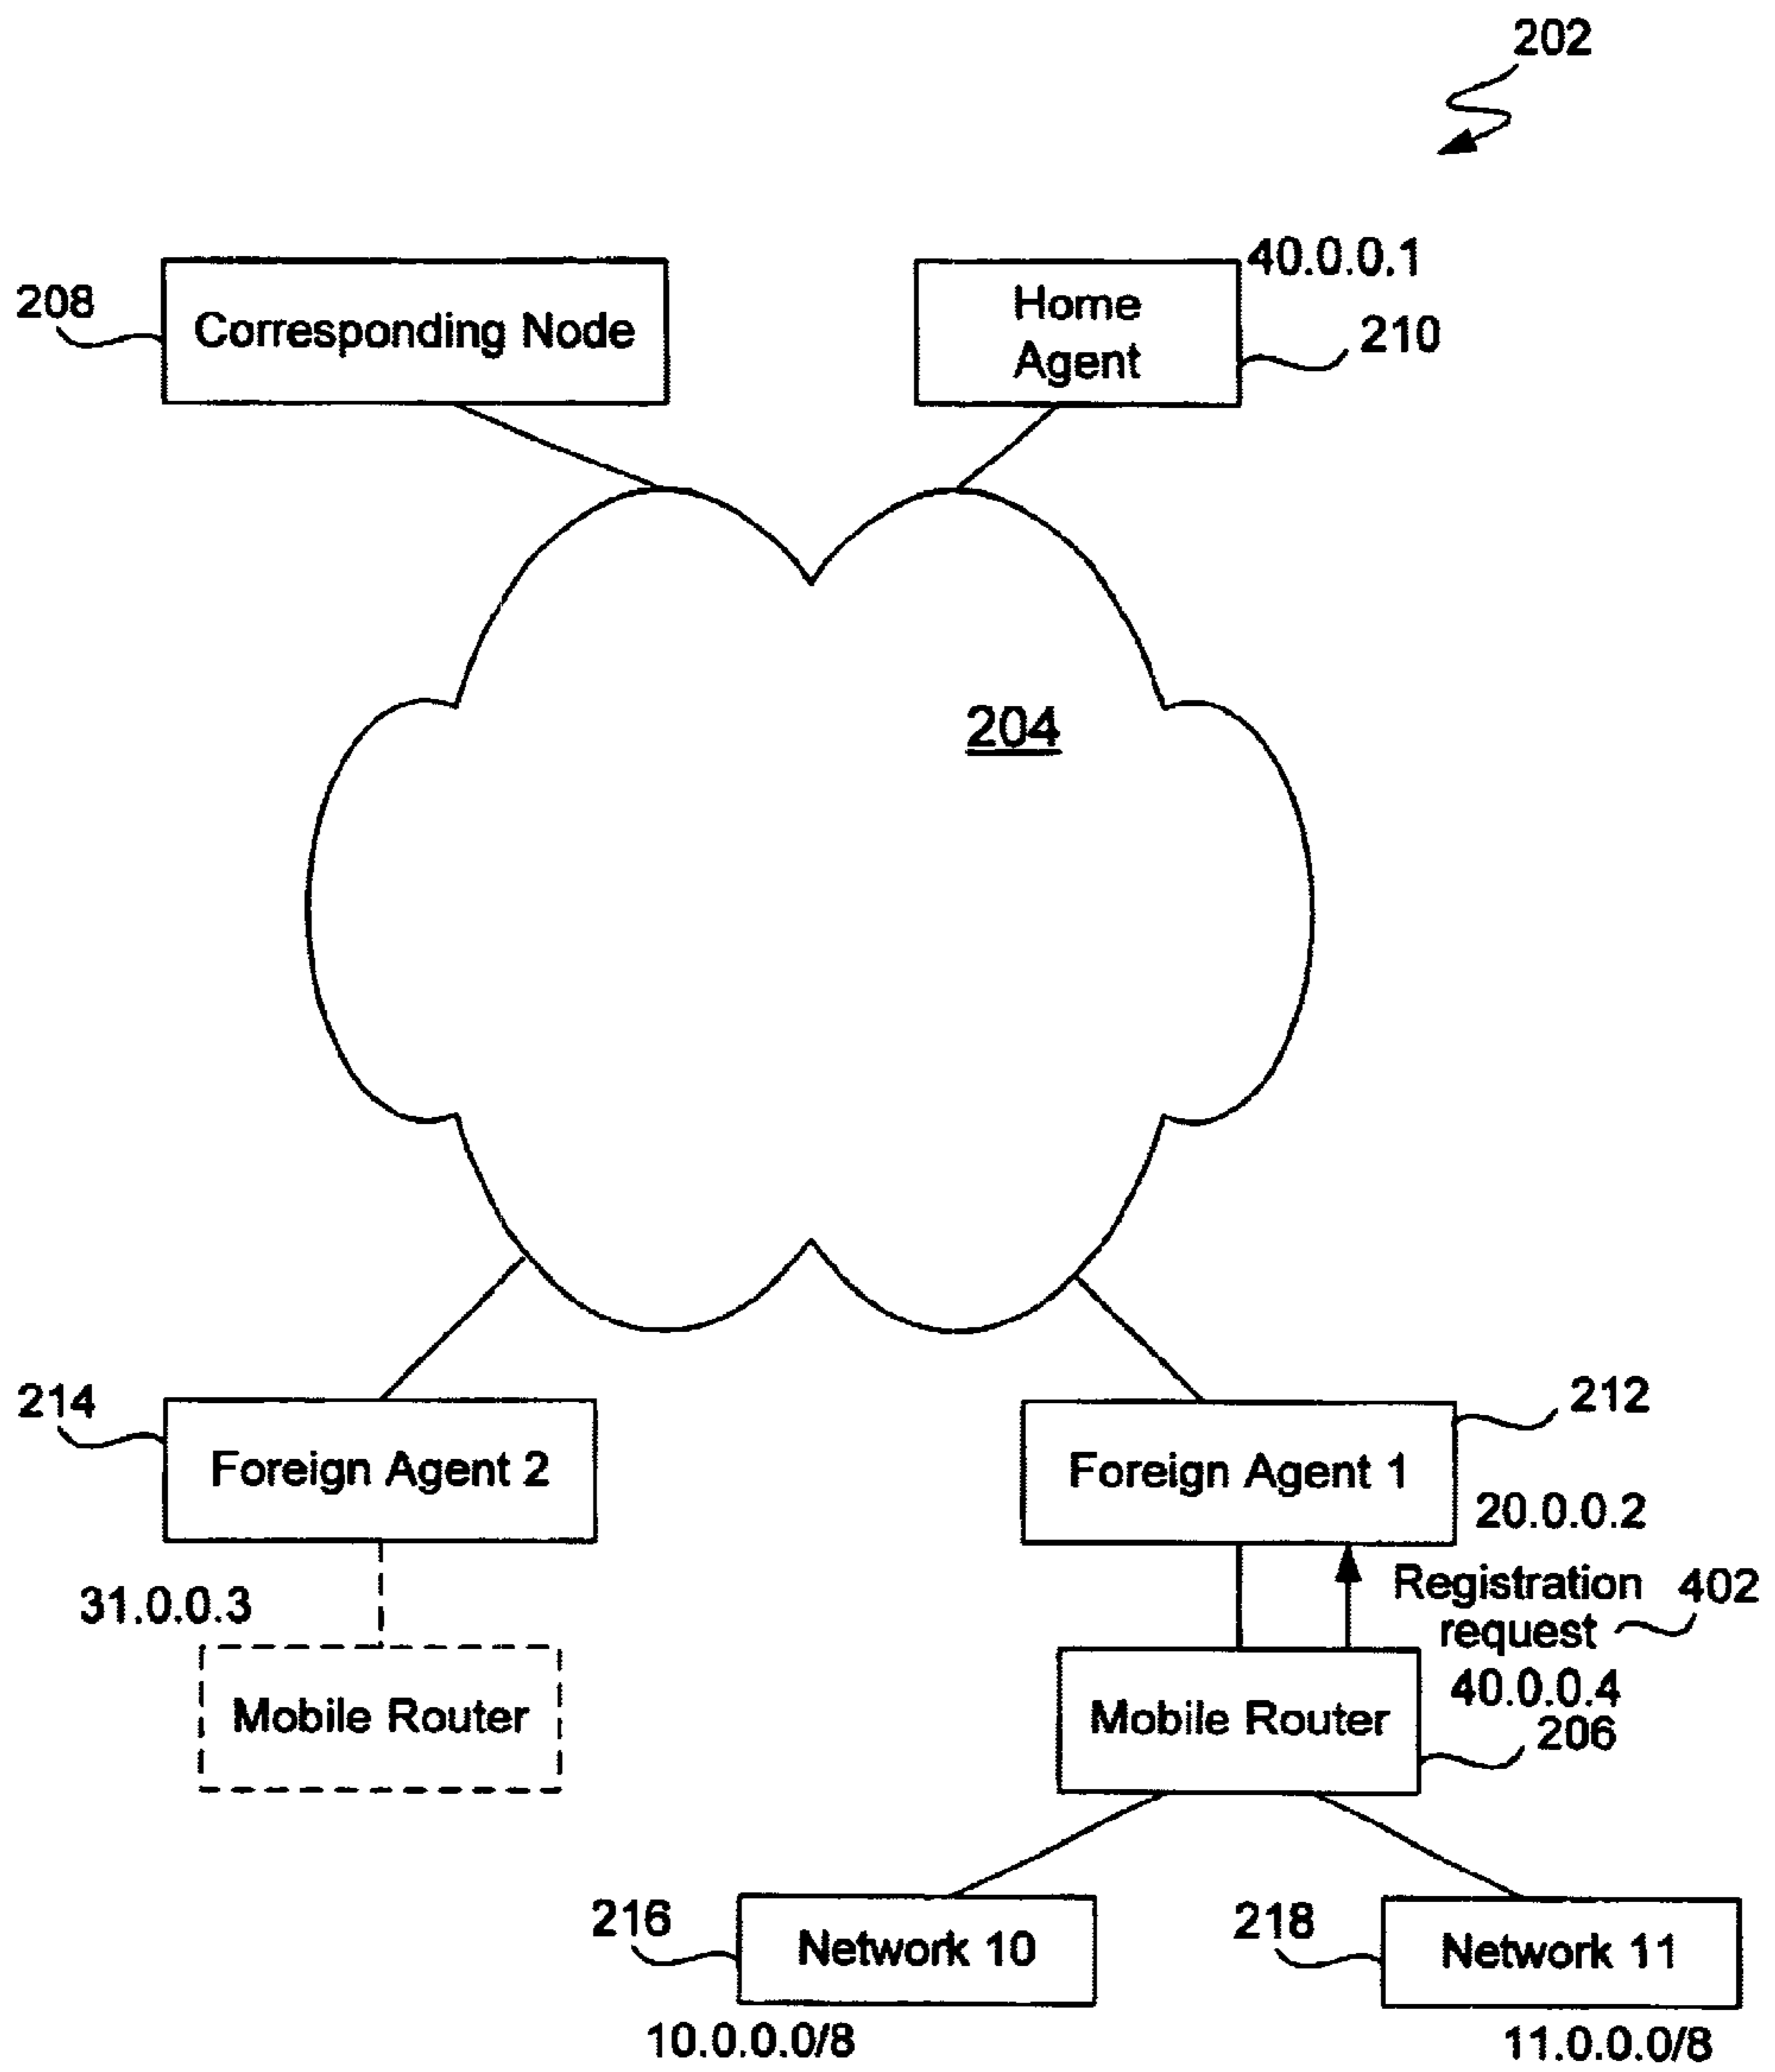 202
208
Corresponding Node
Home
Agent
40.0.0.1
210
204
214
Foreign Agent 2
Foreign Agent 1
212
20.0.0.2
31.0.0.3
Registration
request
402
Mobile Router
Mobile Router
40.0.0.4
206
216
Network 10
218
Network 11
10.0.0.0/8
11.0.0.0/8